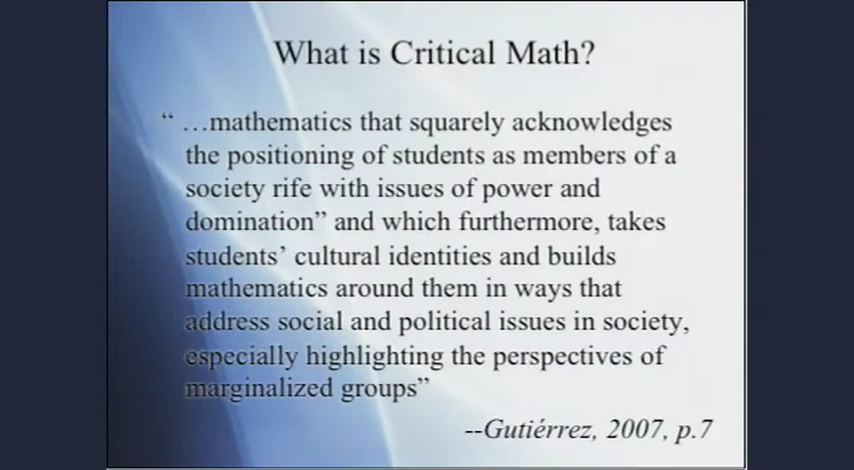 What is Critical Math?
“ …mathematics that squarely acknowledges
the positioning of students as members of a
society rife with issues of power and
domination” and which furthermore, takes
students’ cultural identities and builds
mathematics around them in ways that
address social and political issues in society,
especially highlighting the perspectives of
marginalized groups”
--Gutiérrez, 2007, p.7